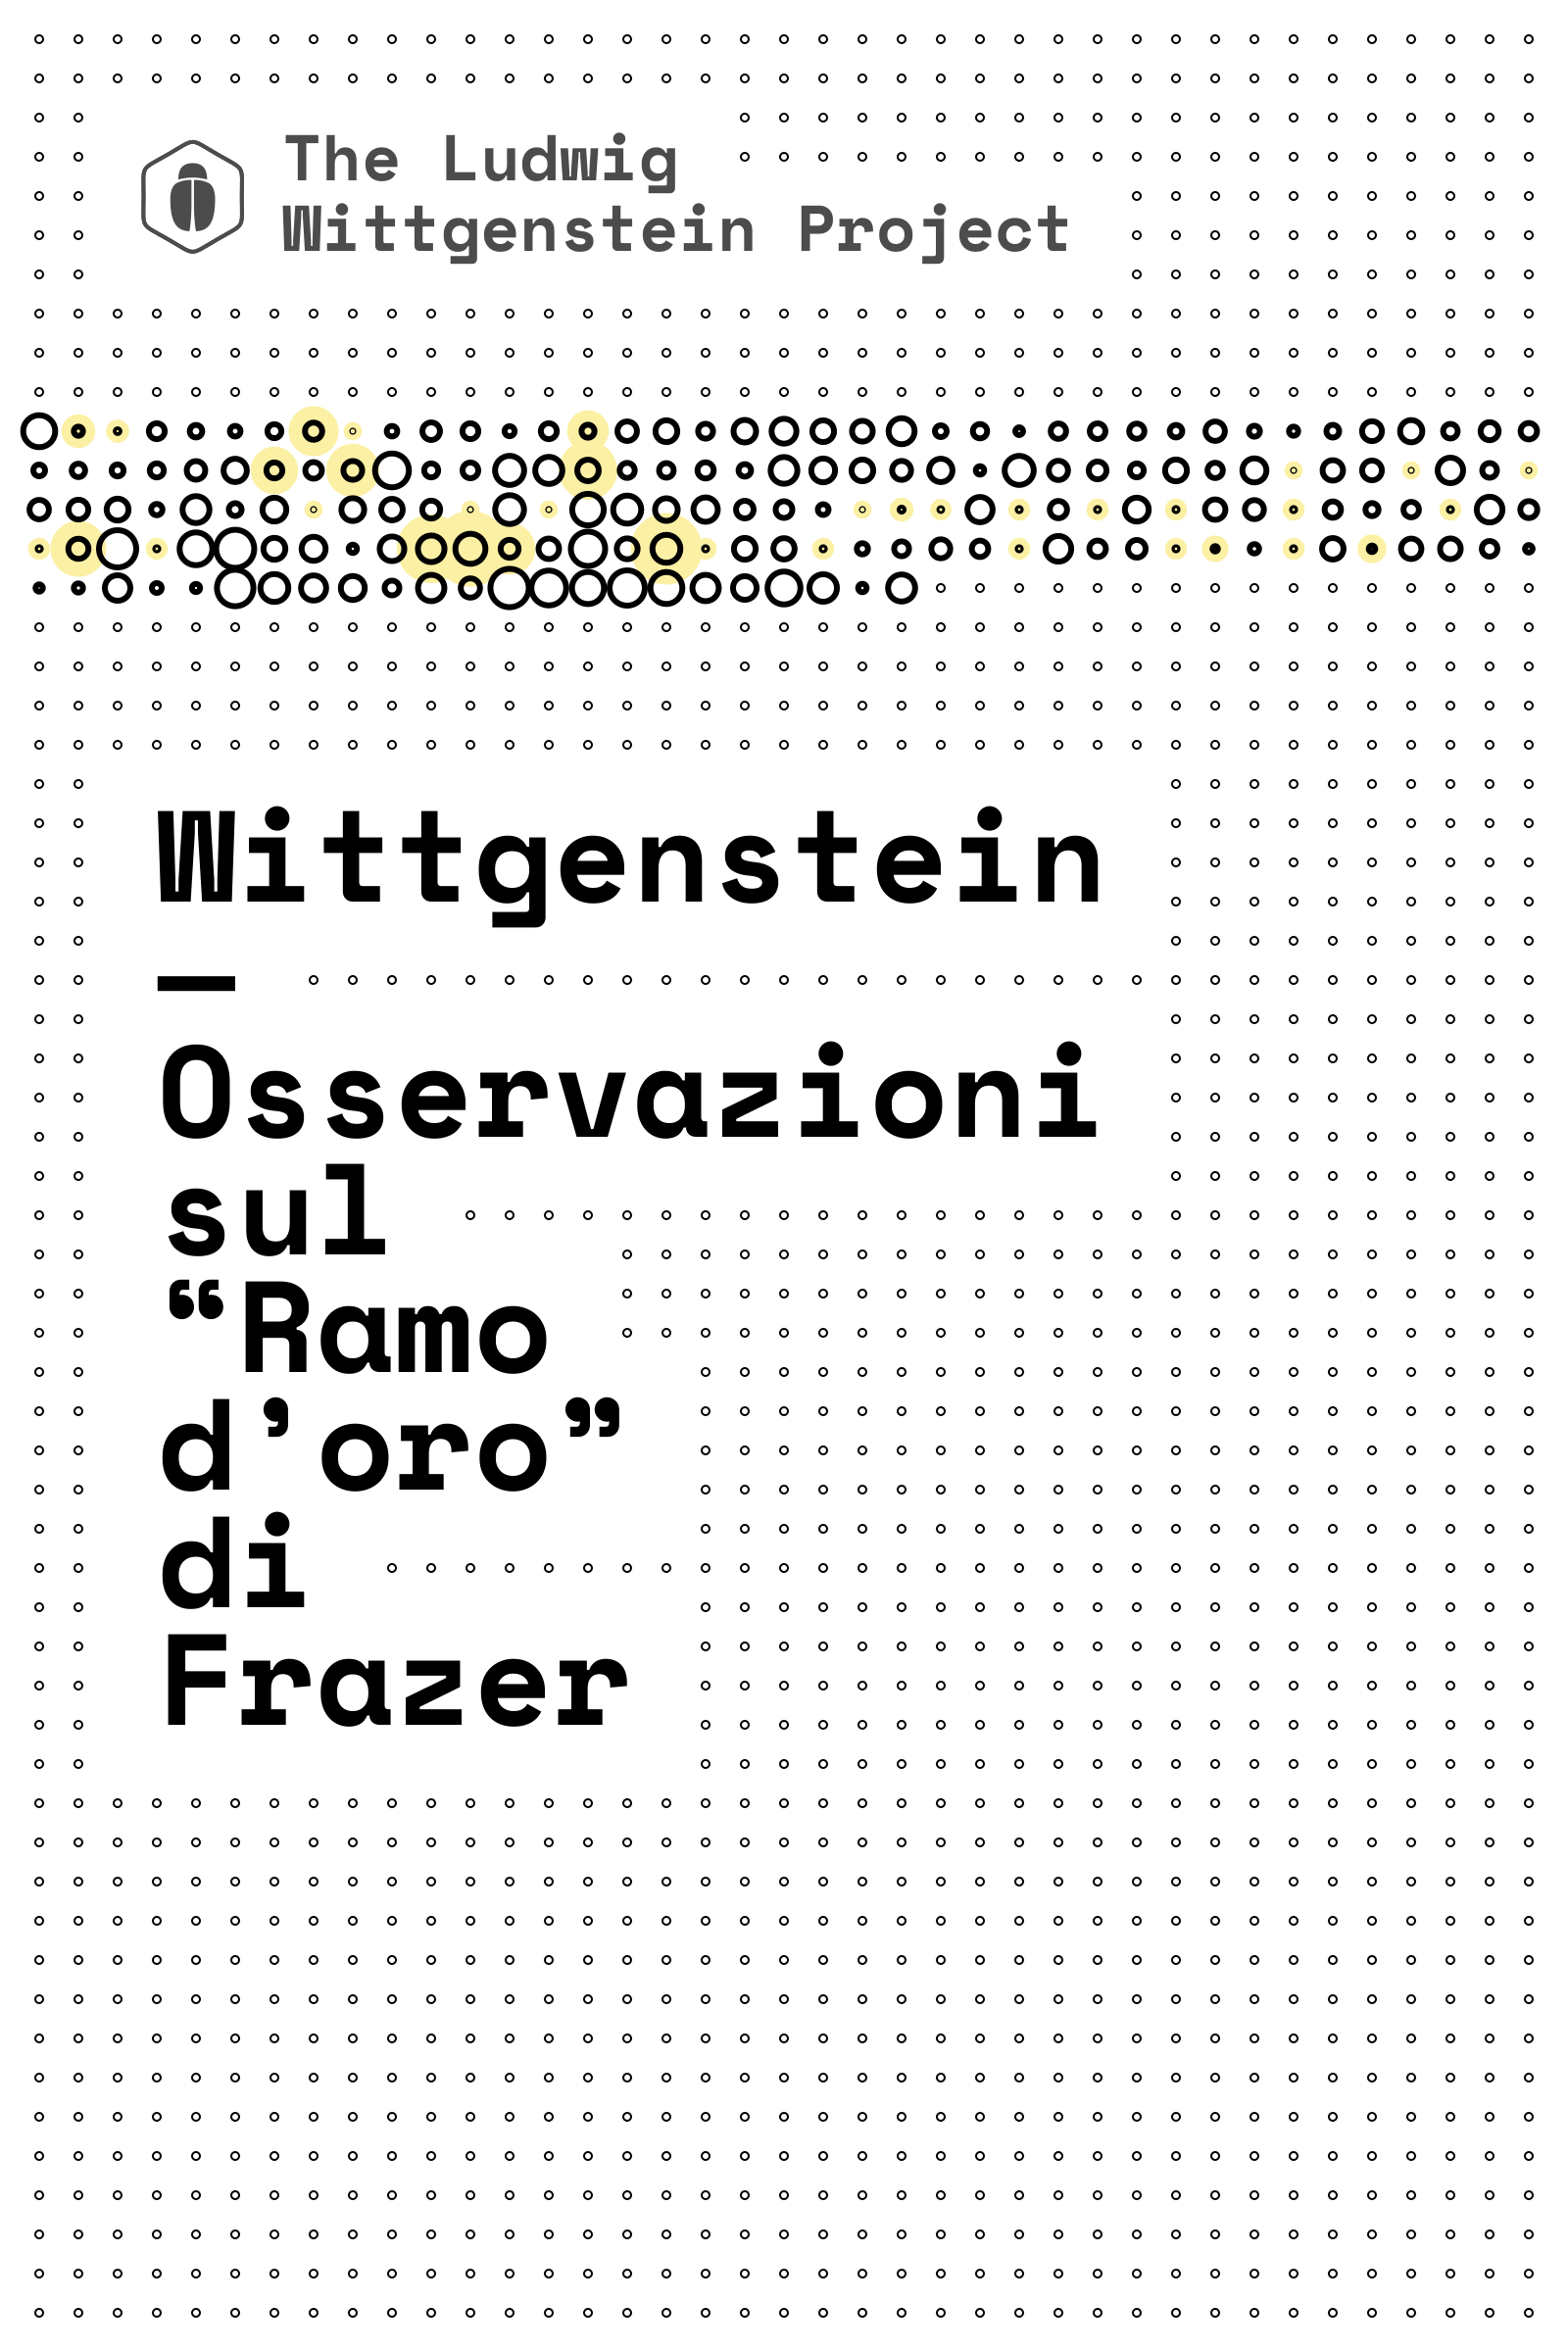 The Ludwig
Wittgenstein Project
Wittgenstein
—
Osservazioni
sul
“Ramo
d’oro”
di
Frazer